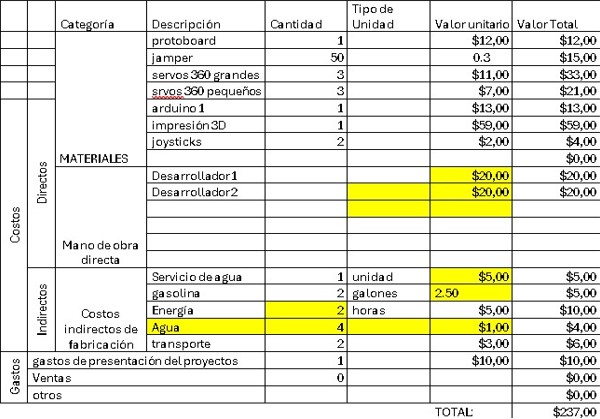 Categoría Descripción Cantidad Tipo de Unidad Valor unitario Valor Total
protoboard 1 $12,00 $12,00
jamper 50 0.3 $15,00
servos 360 grandes 3 $11,00 $33,00
srvos 360 pequeños 3 $7,00 $21,00
arduino 1 1 $13,00 $13,00
impresión 3D 1 $59,00 $59,00
joysticks 2 $2,00 $4,00
MATERIALES $0,00
Desarrollador1 $20,00 $20,00
Desarrollador2 $20,00 $20,00
Costos Directos Mano de obra directa
Servicio de agua 1 unidad $5,00 $5,00
gasolina 2 galones 2.50 $5,00
Energía 2 horas $5,00 $10,00
Agua 4 $1,00 $4,00
transporte 2 $3,00 $6,00
Indirectos Costos indirectos de fabricación
Gastos
gastos de presentación del proyectos 1 $10,00 $10,00
Ventas 0 $0,00
otros $0,00
TOTAL: $237,00